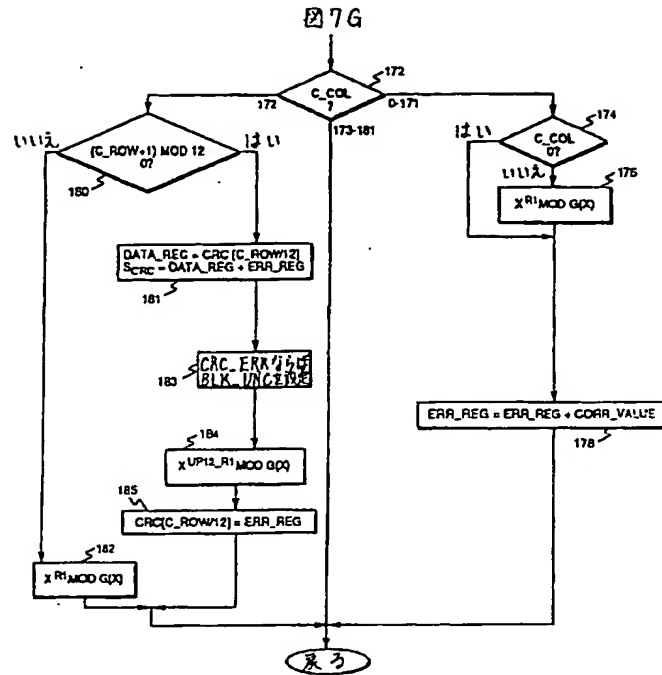 図7G
172
C_COL
?
172
0-171
173-181
いいえ
(C_ROW+1) MOD 12
0?
はい
180
174
はい
C_COL
0?
いいえ
176
X^R1 MOD G(X)
DATA_REG = CRC [C_ROW/12]
S_CRC = DATA_REG + ERR_REG
181
CRC_ERRならば
BLK_UNCを設定
183
184
X^UP12_R1 MOD G(X)
ERR_REG = ERR_REG + CORR_VALUE
178
185
CRC[C_ROW/12] = ERR_REG
182
X^R1 MOD G(X)
戻る